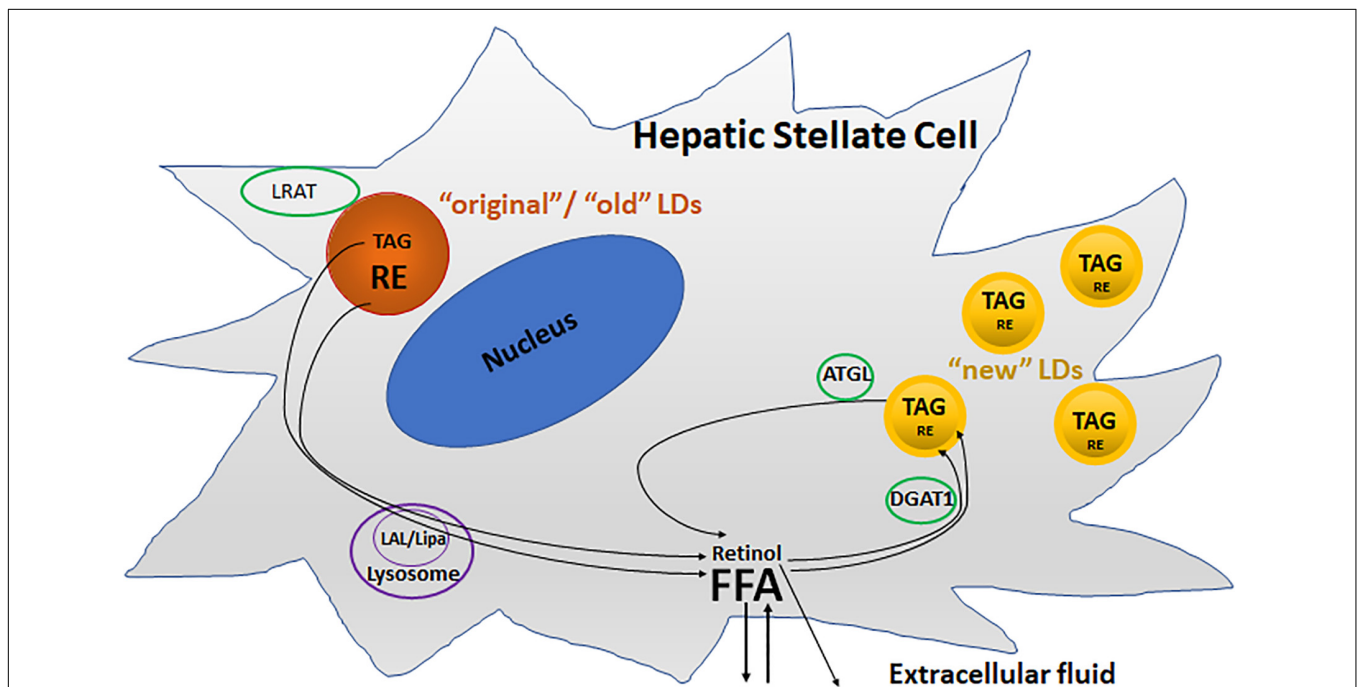 Hepatic Stellate Cell
LRAT
“original”/ “old” LDs
TAG
RE
Nucleus
TAG
RE
TAG
RE
“new” LDs
ATGL
TAG
RE
TAG
RE
DGAT1
LAL/Lipa
Lysosome
Retinol
FFA
Extracellular fluid